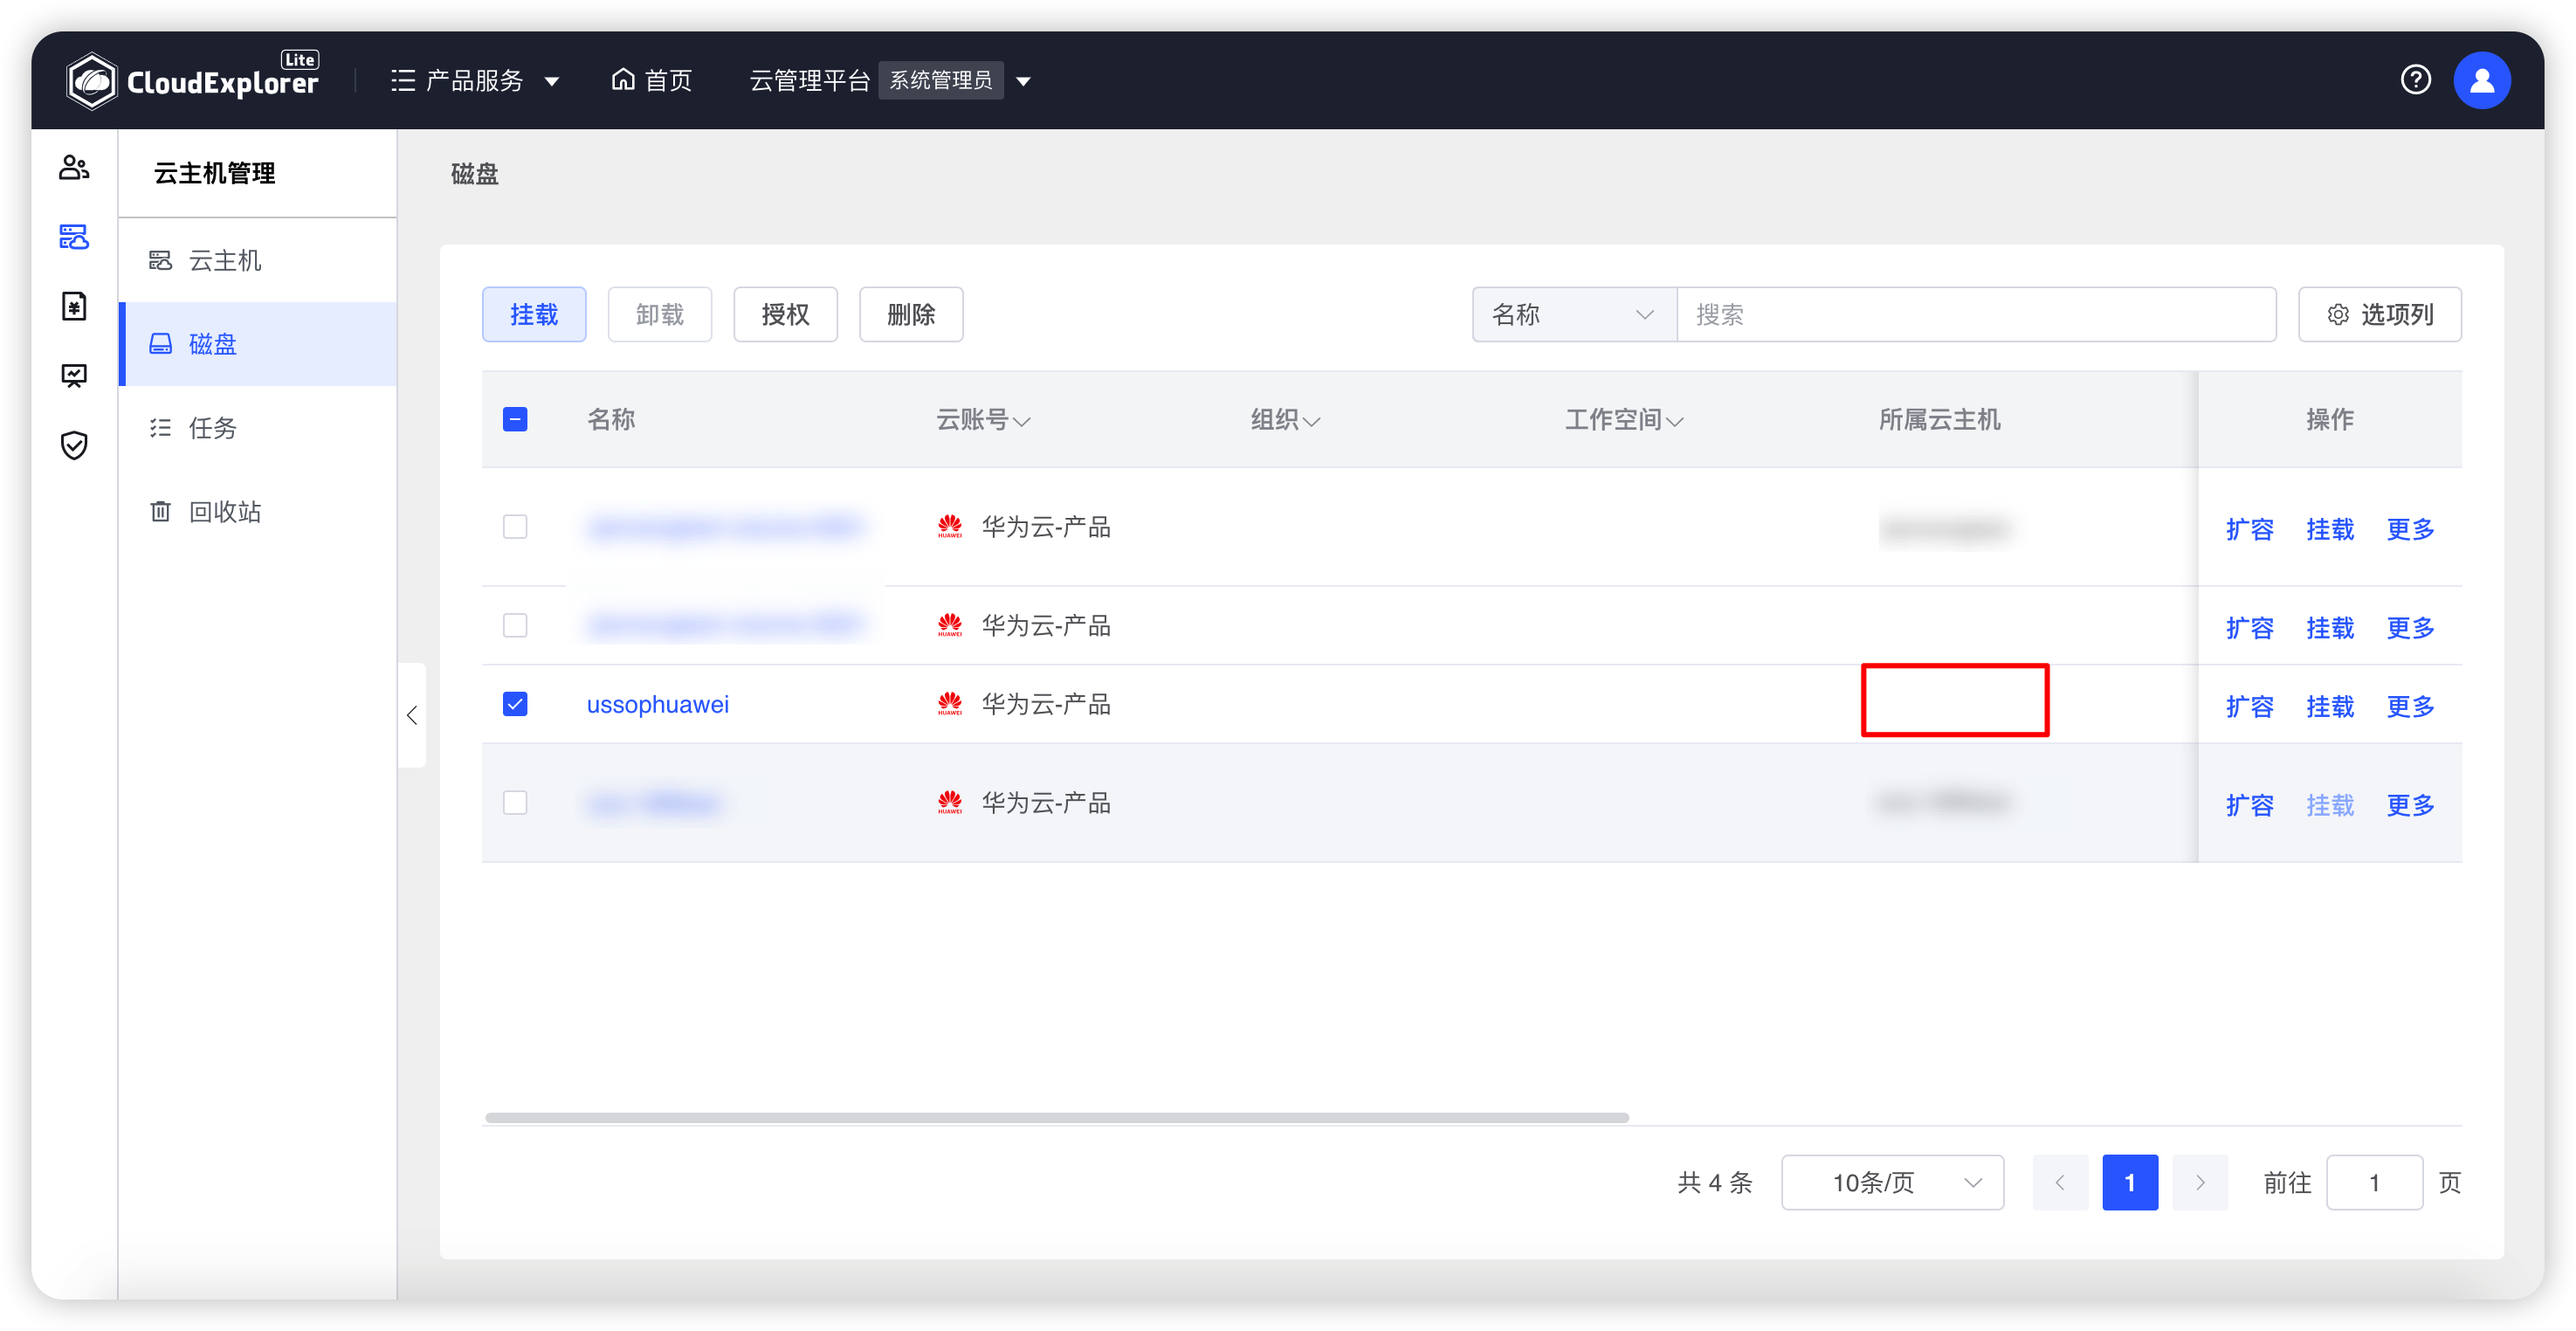 CloudExplorer Lite
产品服务 首页 云管理平台 系统管理员
云主机管理
云主机
磁盘
任务
回收站
磁盘
挂载 卸载 授权 删除 名称 搜索 选项列
名称 云账号 组织 工作空间 所属云主机 操作
HUAWEI 华为云-产品 扩容 挂载 更多
HUAWEI 华为云-产品 扩容 挂载 更多
ussophuawei HUAWEI 华为云-产品 扩容 挂载 更多
HUAWEI 华为云-产品 扩容 挂载 更多
共 4 条 10条/页 1 前往 1 页